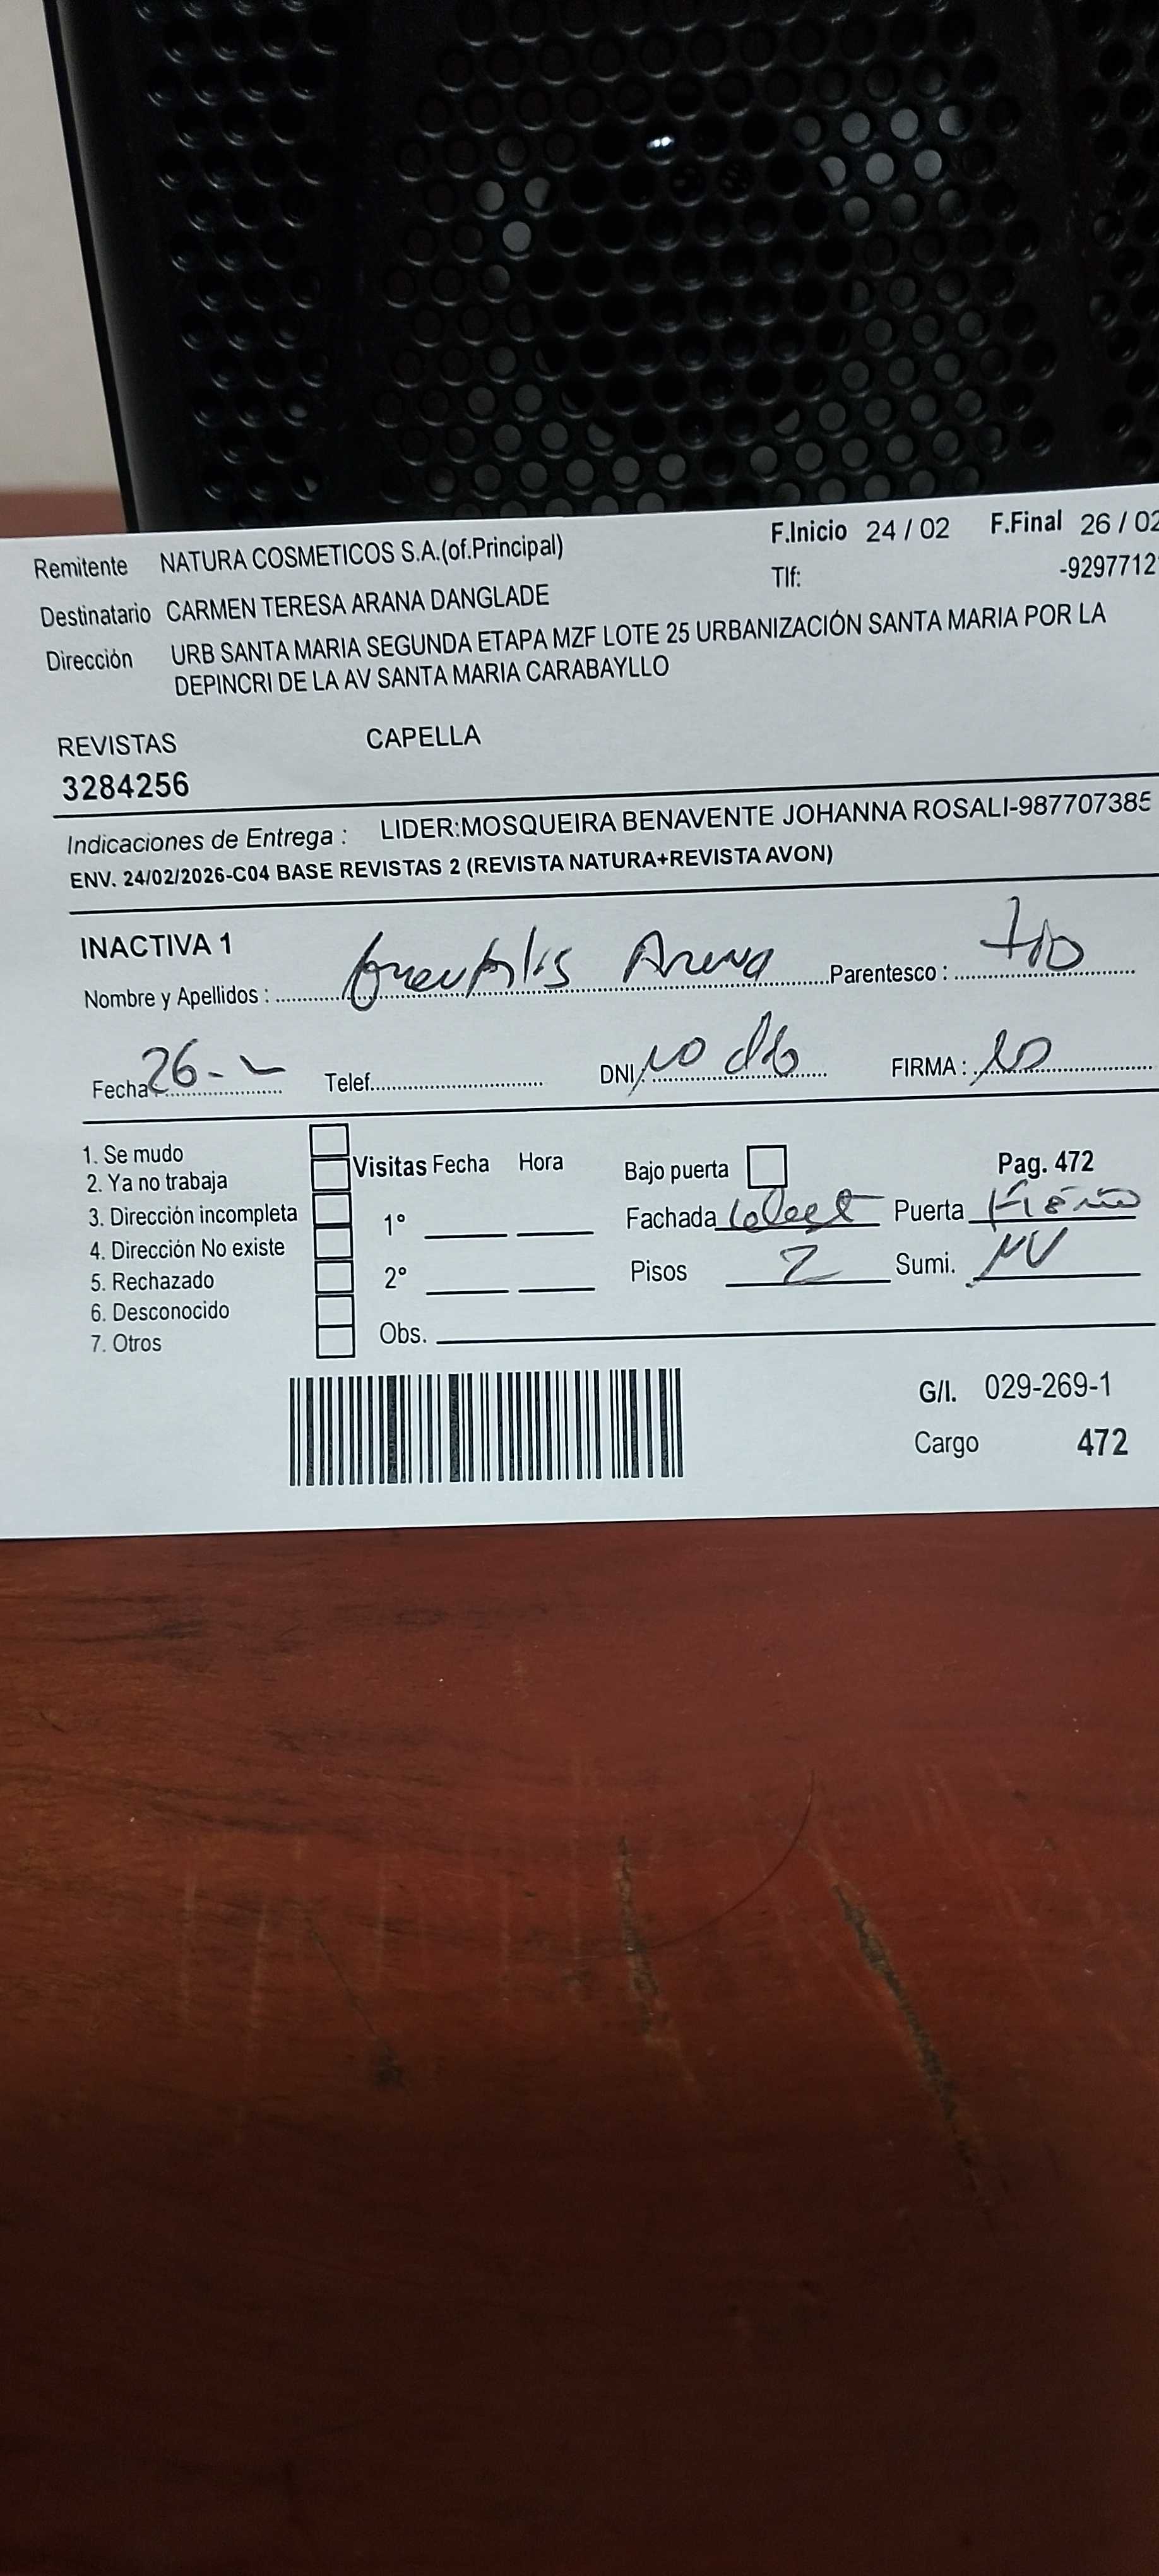 Remitente NATURA COSMETICOS S.A.(of.Principal) F.Inicio 24 / 02 F.Final 26 / 02
Tlf: -9297712
Destinatario CARMEN TERESA ARANA DANGLADE
Dirección URB SANTA MARIA SEGUNDA ETAPA MZF LOTE 25 URBANIZACIÓN SANTA MARIA POR LA
DEPINCRI DE LA AV SANTA MARIA CARABAYLLO
REVISTAS CAPELLA
3284256
Indicaciones de Entrega : LIDER:MOSQUEIRA BENAVENTE JOHANNA ROSALI-987707385
ENV. 24/02/2026-C04 BASE REVISTAS 2 (REVISTA NATURA+REVISTA AVON)
INACTIVA 1
Nombre y Apellidos : Arana Parentesco : tio
Fecha 26- Telef. DNI: no dio FIRMA :
1. Se mudo
2. Ya no trabaja
3. Dirección incompleta
4. Dirección No existe
5. Rechazado
6. Desconocido
7. Otros
Visitas Fecha Hora
1°
2°
Obs.
Bajo puerta Pag. 472
Fachada Puerta
Pisos 2 Sumi. NV
G/I. 029-269-1
Cargo 472